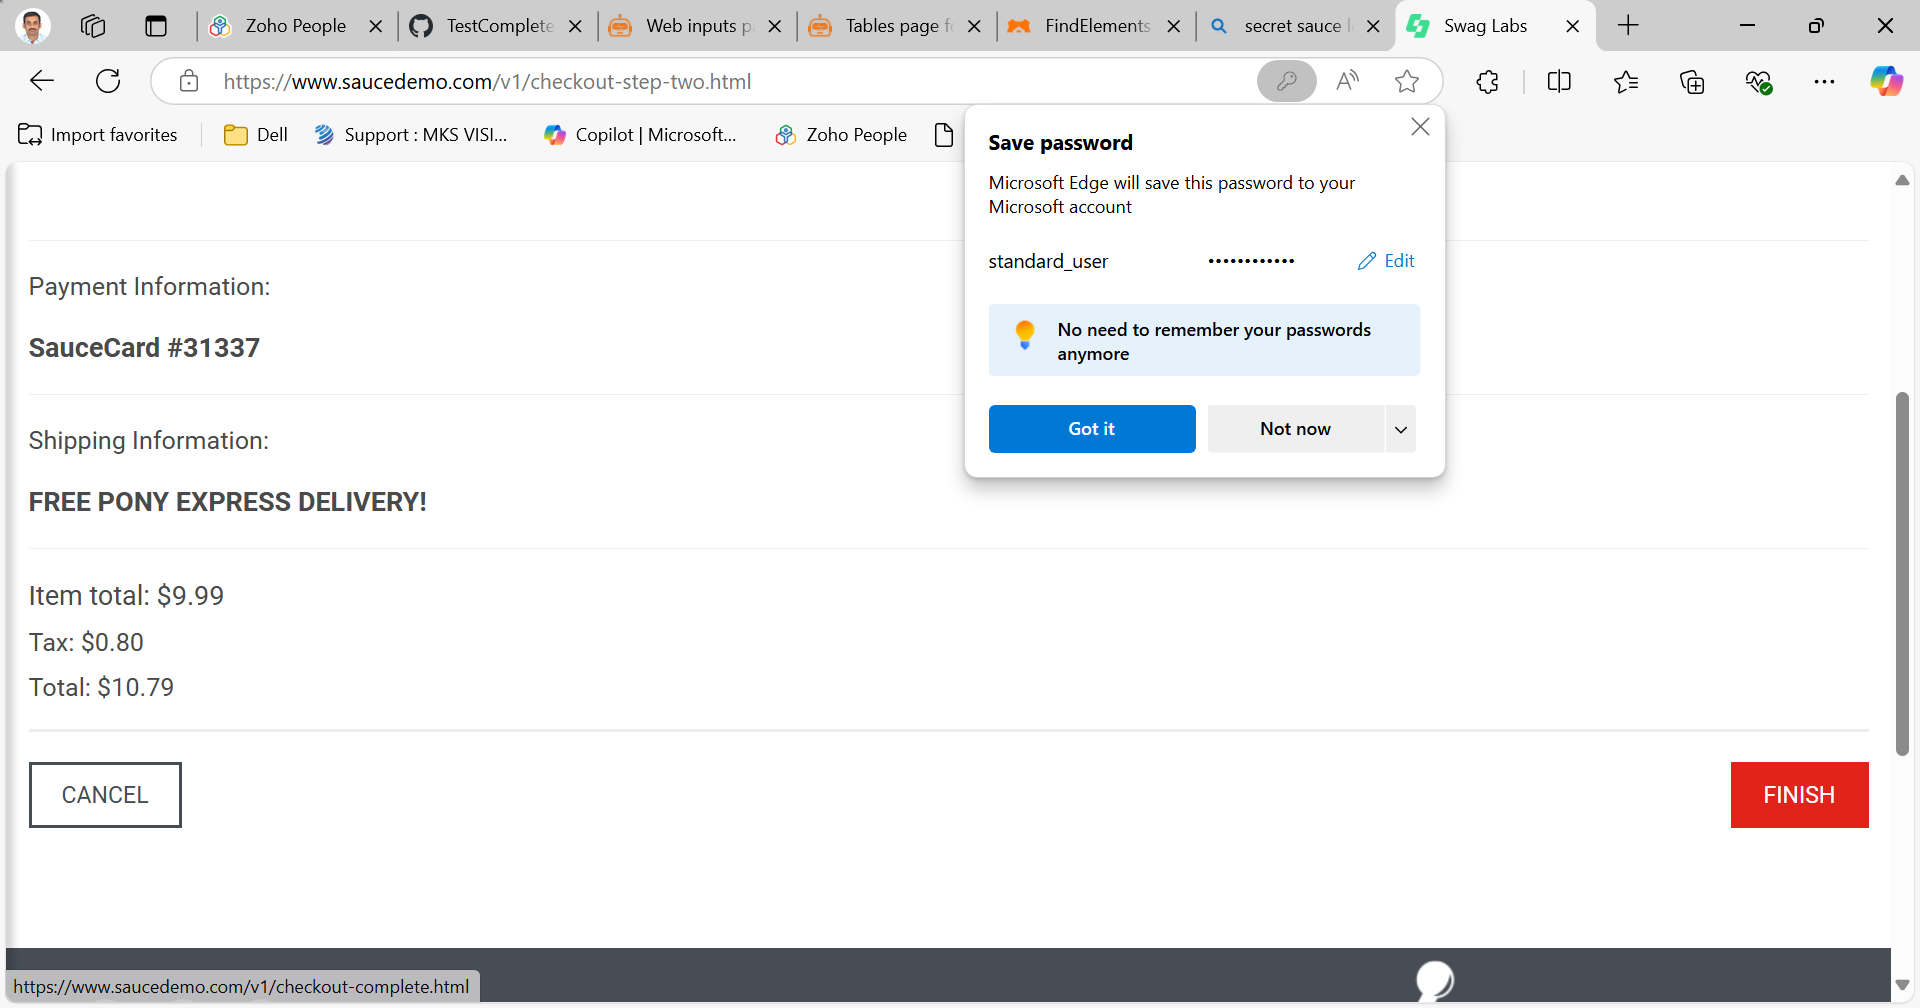 Zoho People
TestComplete
Web inputs p
Tables page fo
FindElements
secret sauce l
Swag Labs
https://www.saucedemo.com/v1/checkout-step-two.html
Import favorites
Dell
Support : MKS VISI...
Copilot | Microsoft...
Zoho People
Save password
Microsoft Edge will save this password to your
Microsoft account
standard_user
••••••••••••
Edit
No need to remember your passwords
anymore
Got it
Not now
Payment Information:
SauceCard #31337
Shipping Information:
FREE PONY EXPRESS DELIVERY!
Item total: $9.99
Tax: $0.80
Total: $10.79
CANCEL
FINISH
https://www.saucedemo.com/v1/checkout-complete.html